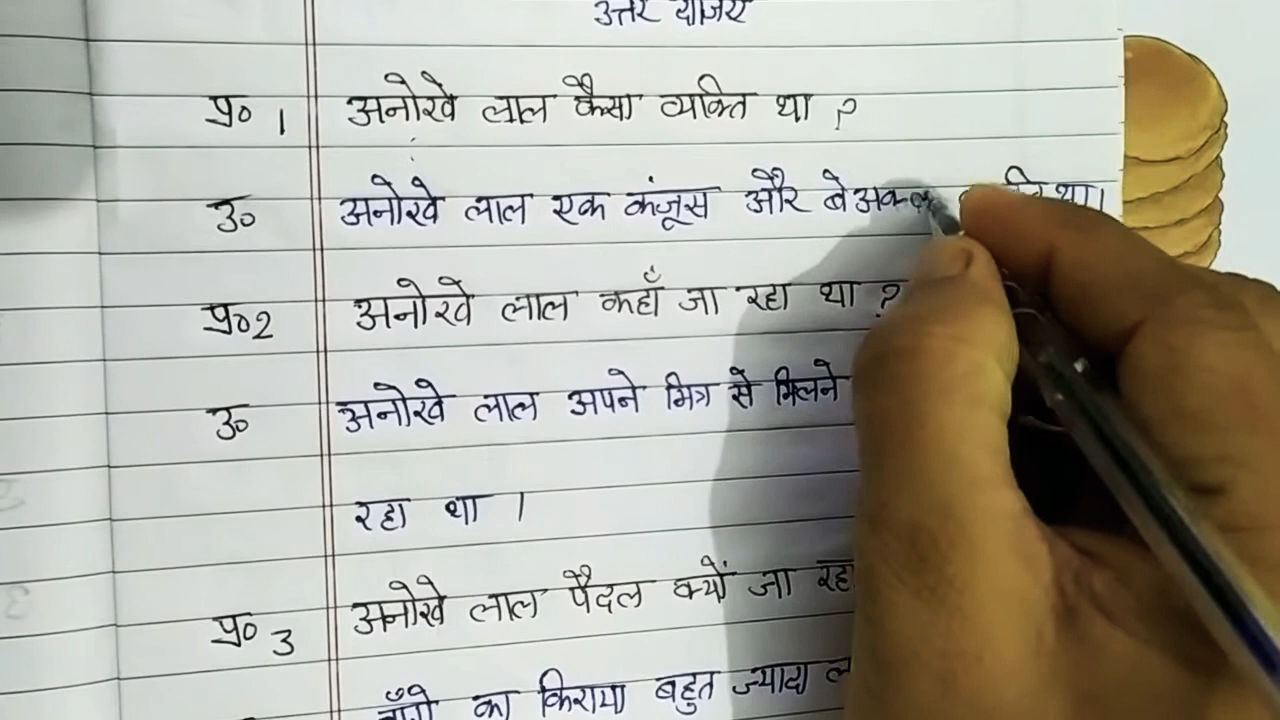 उत्तर दीजिए
प्र० 1 अनोखे लाल कैसा व्यक्ति था ?
उ० अनोखे लाल एक कंजूस और बेअक्ल था।
प्र० 2 अनोखे लाल कहाँ जा रहा था ?
उ० अनोखे लाल अपने मित्र से मिलने
रहा था ।
प्र० 3 अनोखे लाल पैदल क्यों जा रहा
ताँगे का किराया बहुत ज्यादा